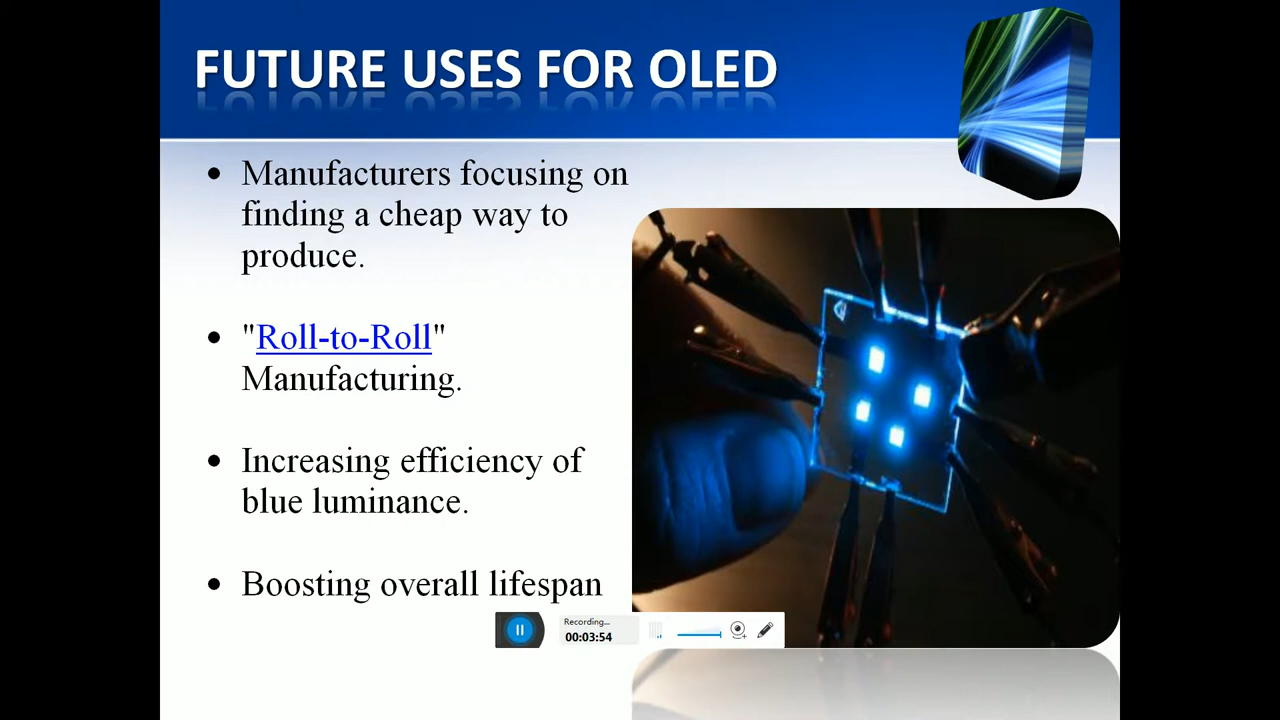 FUTURE USES FOR OLED
• Manufacturers focusing on
finding a cheap way to
produce.
• "Roll-to-Roll"
Manufacturing.
• Increasing efficiency of
blue luminance.
• Boosting overall lifespan
Recording...
00:03:54